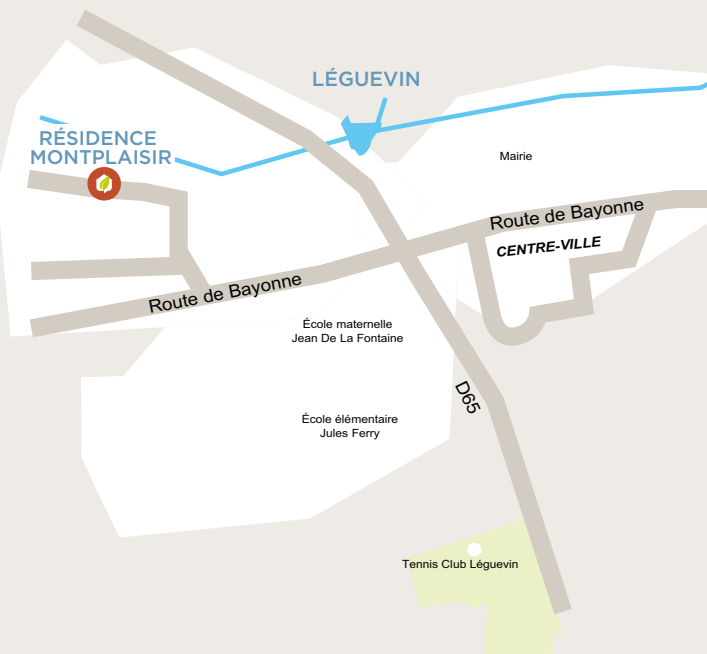 LÉGUEVIN
RÉSIDENCE
MONTPLAISIR
Mairie
Route de Bayonne
CENTRE-VILLE
Route de Bayonne
École maternelle
Jean De La Fontaine
D65
École élémentaire
Jules Ferry
Tennis Club Léguevin